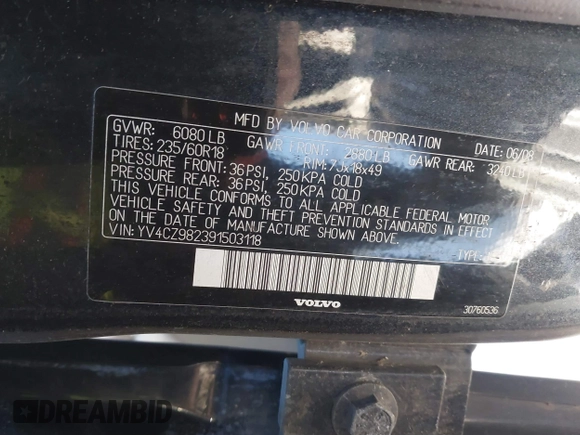 MFD BY VOLVO CAR CORPORATION DATE: 06/08
GVWR: 6080 LB GAWR FRONT: 2880 LB GAWR REAR: 3240 LB
TIRES: 235/60R18 RIM: 7Jx18x49
PRESSURE FRONT: 36 PSI, 250 KPA COLD
PRESSURE REAR: 36 PSI, 250 KPA COLD
THIS VEHICLE CONFORMS TO ALL APPLICABLE FEDERAL MOTOR
VEHICLE SAFETY AND THEFT PREVENTION STANDARDS IN EFFECT
ON THE DATE OF MANUFACTURE SHOWN ABOVE.
VIN: YV4CZ982391503118
VOLVO
30760536
DREAMBID